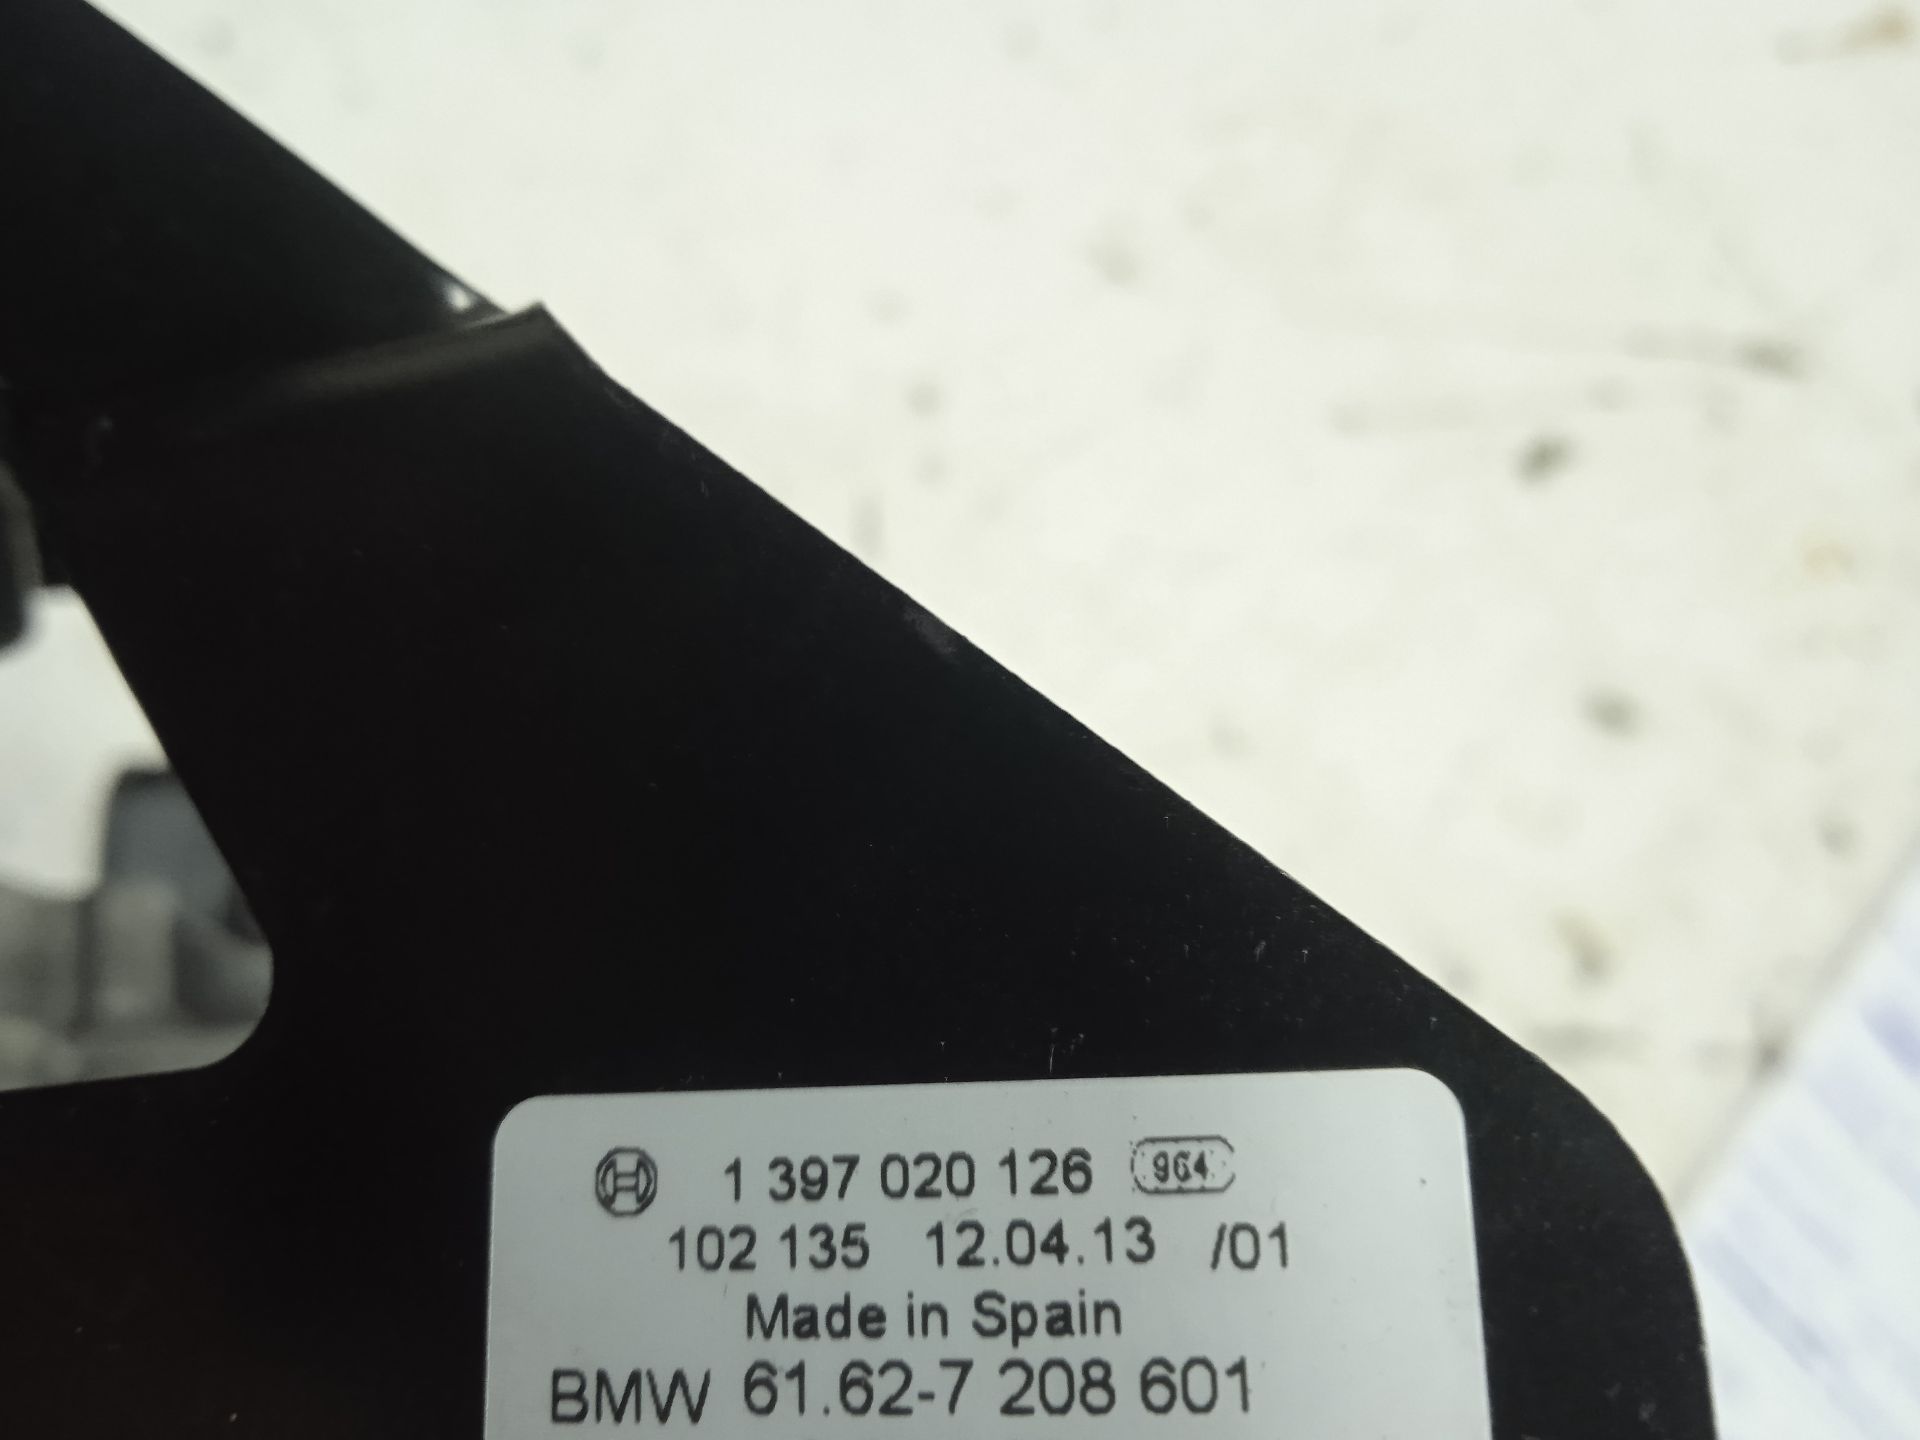 1 397 020 126 964
102 135 12.04.13 /01
Made in Spain
BMW 61.62-7 208 601